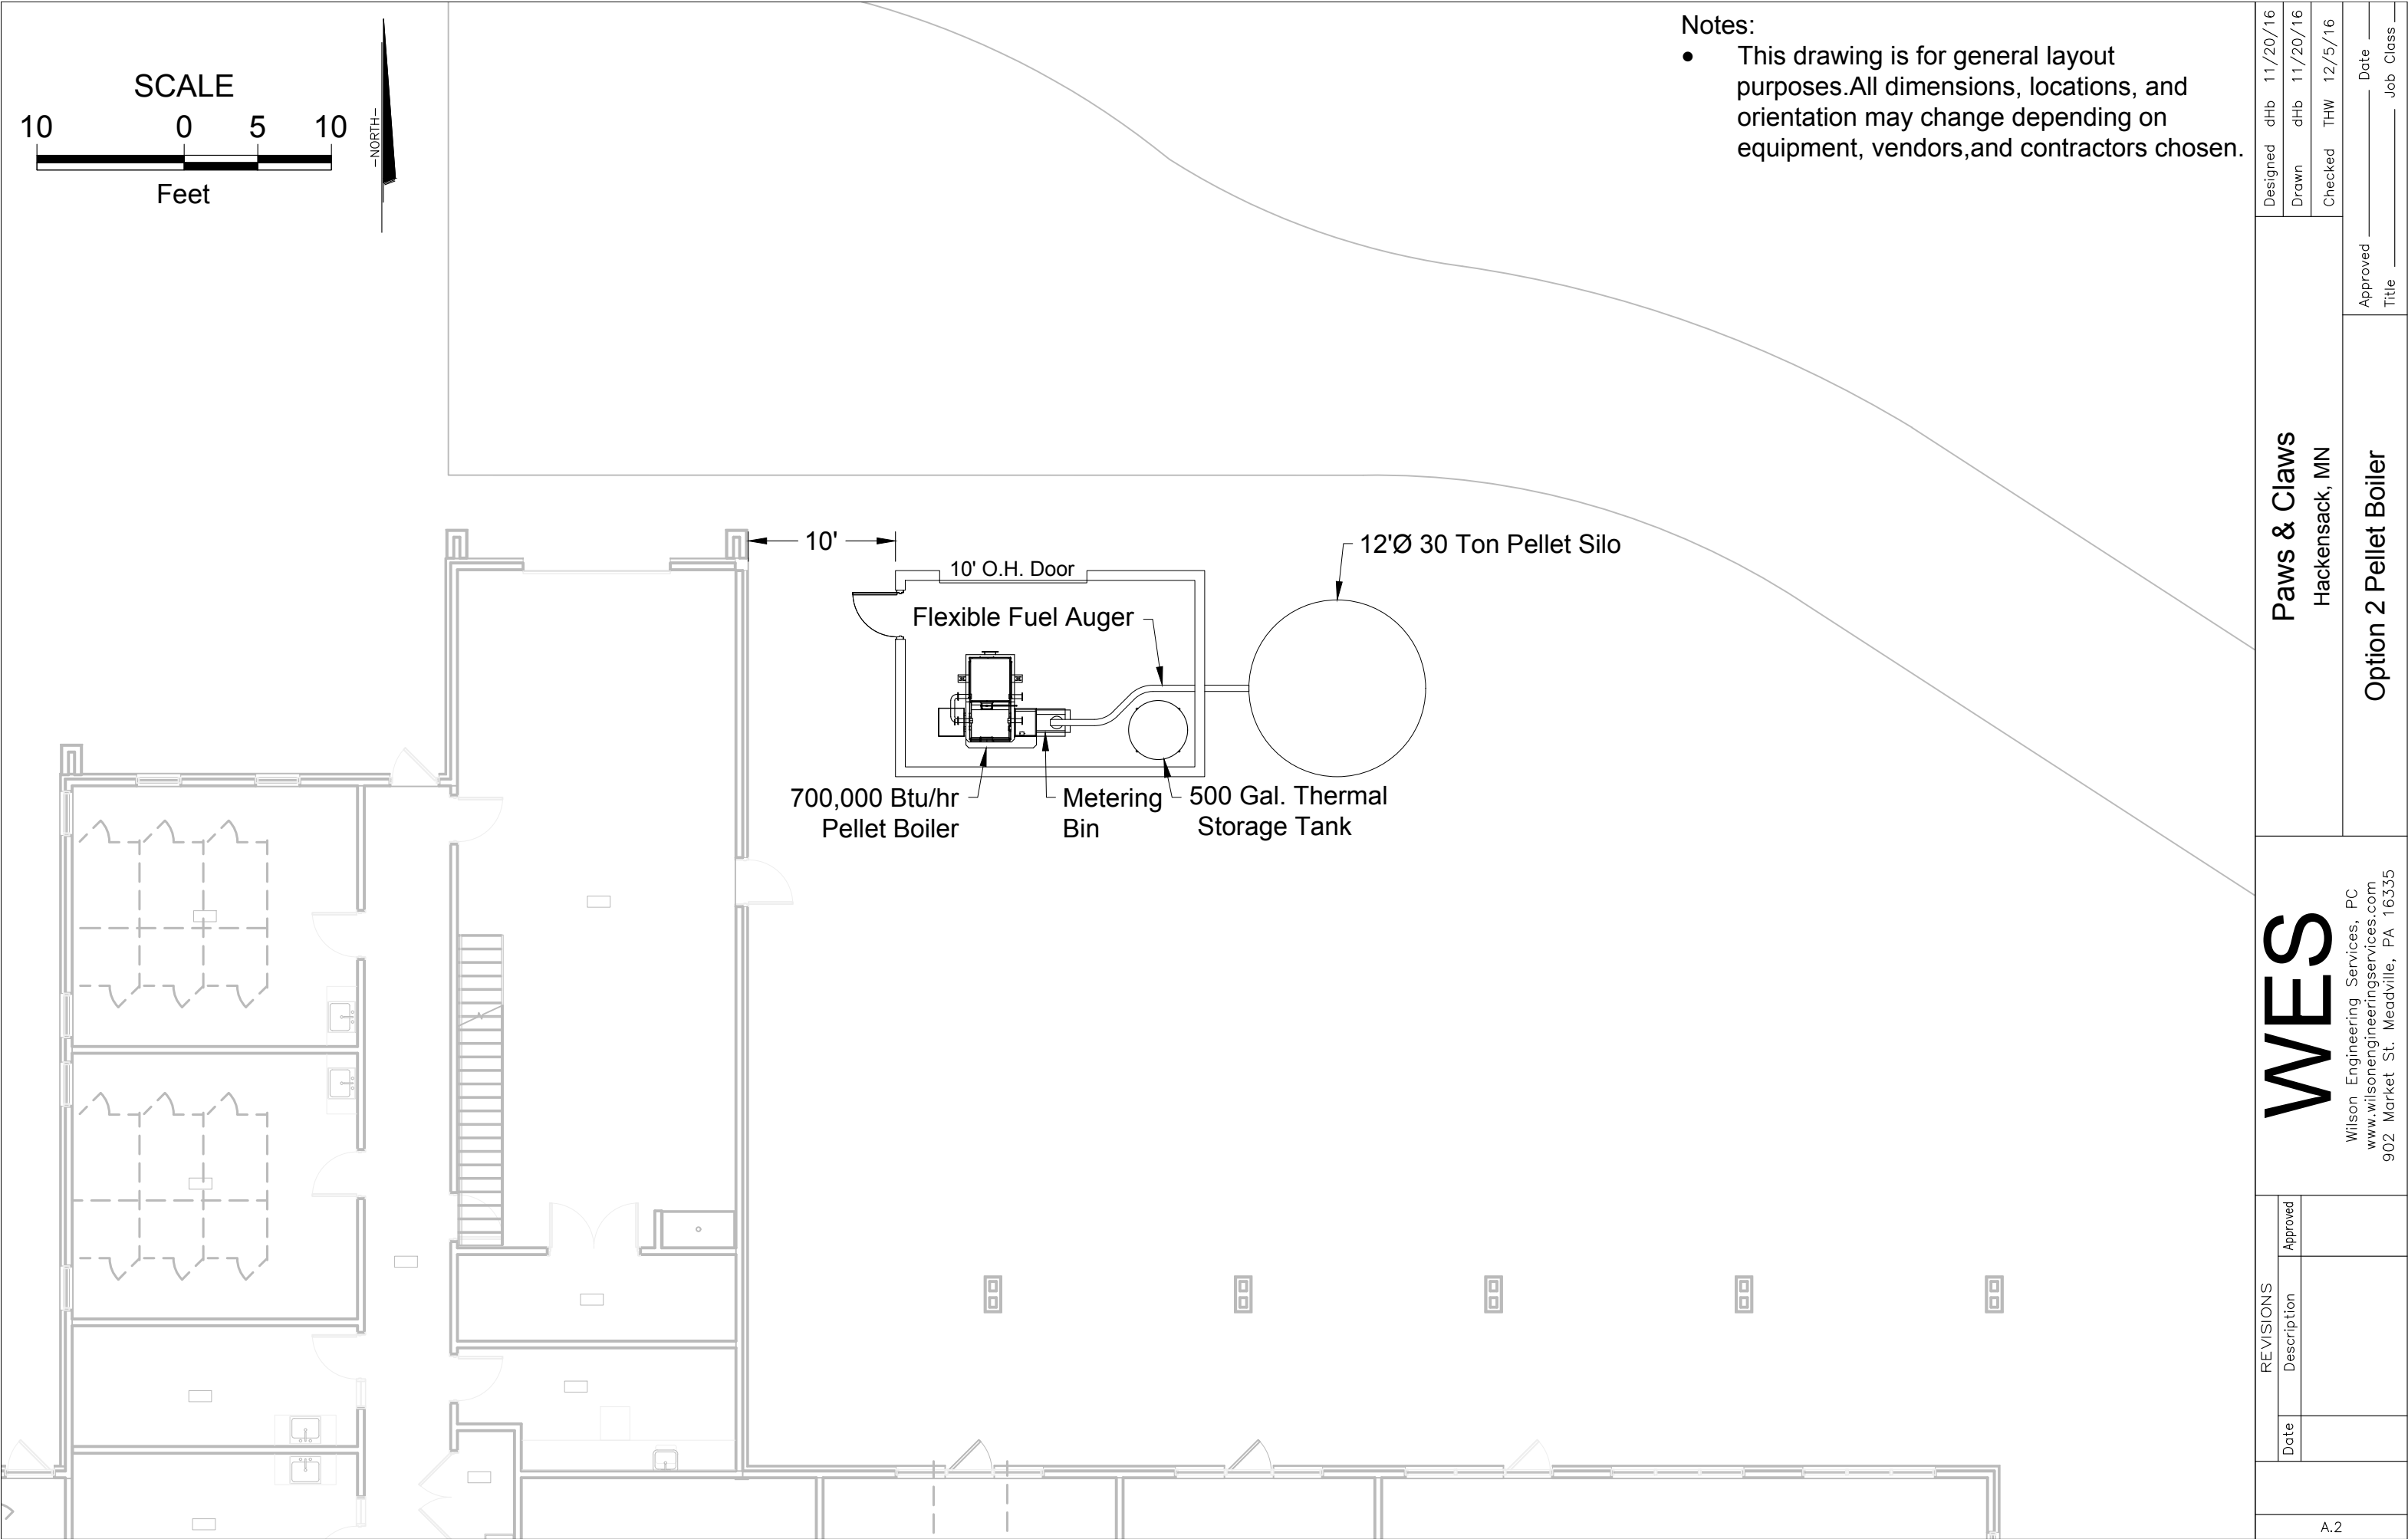 SCALE
10 0 5 10
Feet
-NORTH-
Notes:
• This drawing is for general layout
purposes.All dimensions, locations, and
orientation may change depending on
equipment, vendors,and contractors chosen.
10'
10' O.H. Door
12'Ø 30 Ton Pellet Silo
Flexible Fuel Auger
700,000 Btu/hr
Pellet Boiler
Metering
Bin
500 Gal. Thermal
Storage Tank
Designed dHb 11/20/16
Drawn dHb 11/20/16
Checked THW 12/5/16
Approved Date
Title Job Class
Paws & Claws
Hackensack, MN
Option 2 Pellet Boiler
WES
Wilson Engineering Services, PC
www.wilsonengineeringservices.com
902 Market St. Meadville, PA 16335
REVISIONS
Date Description Approved
A.2